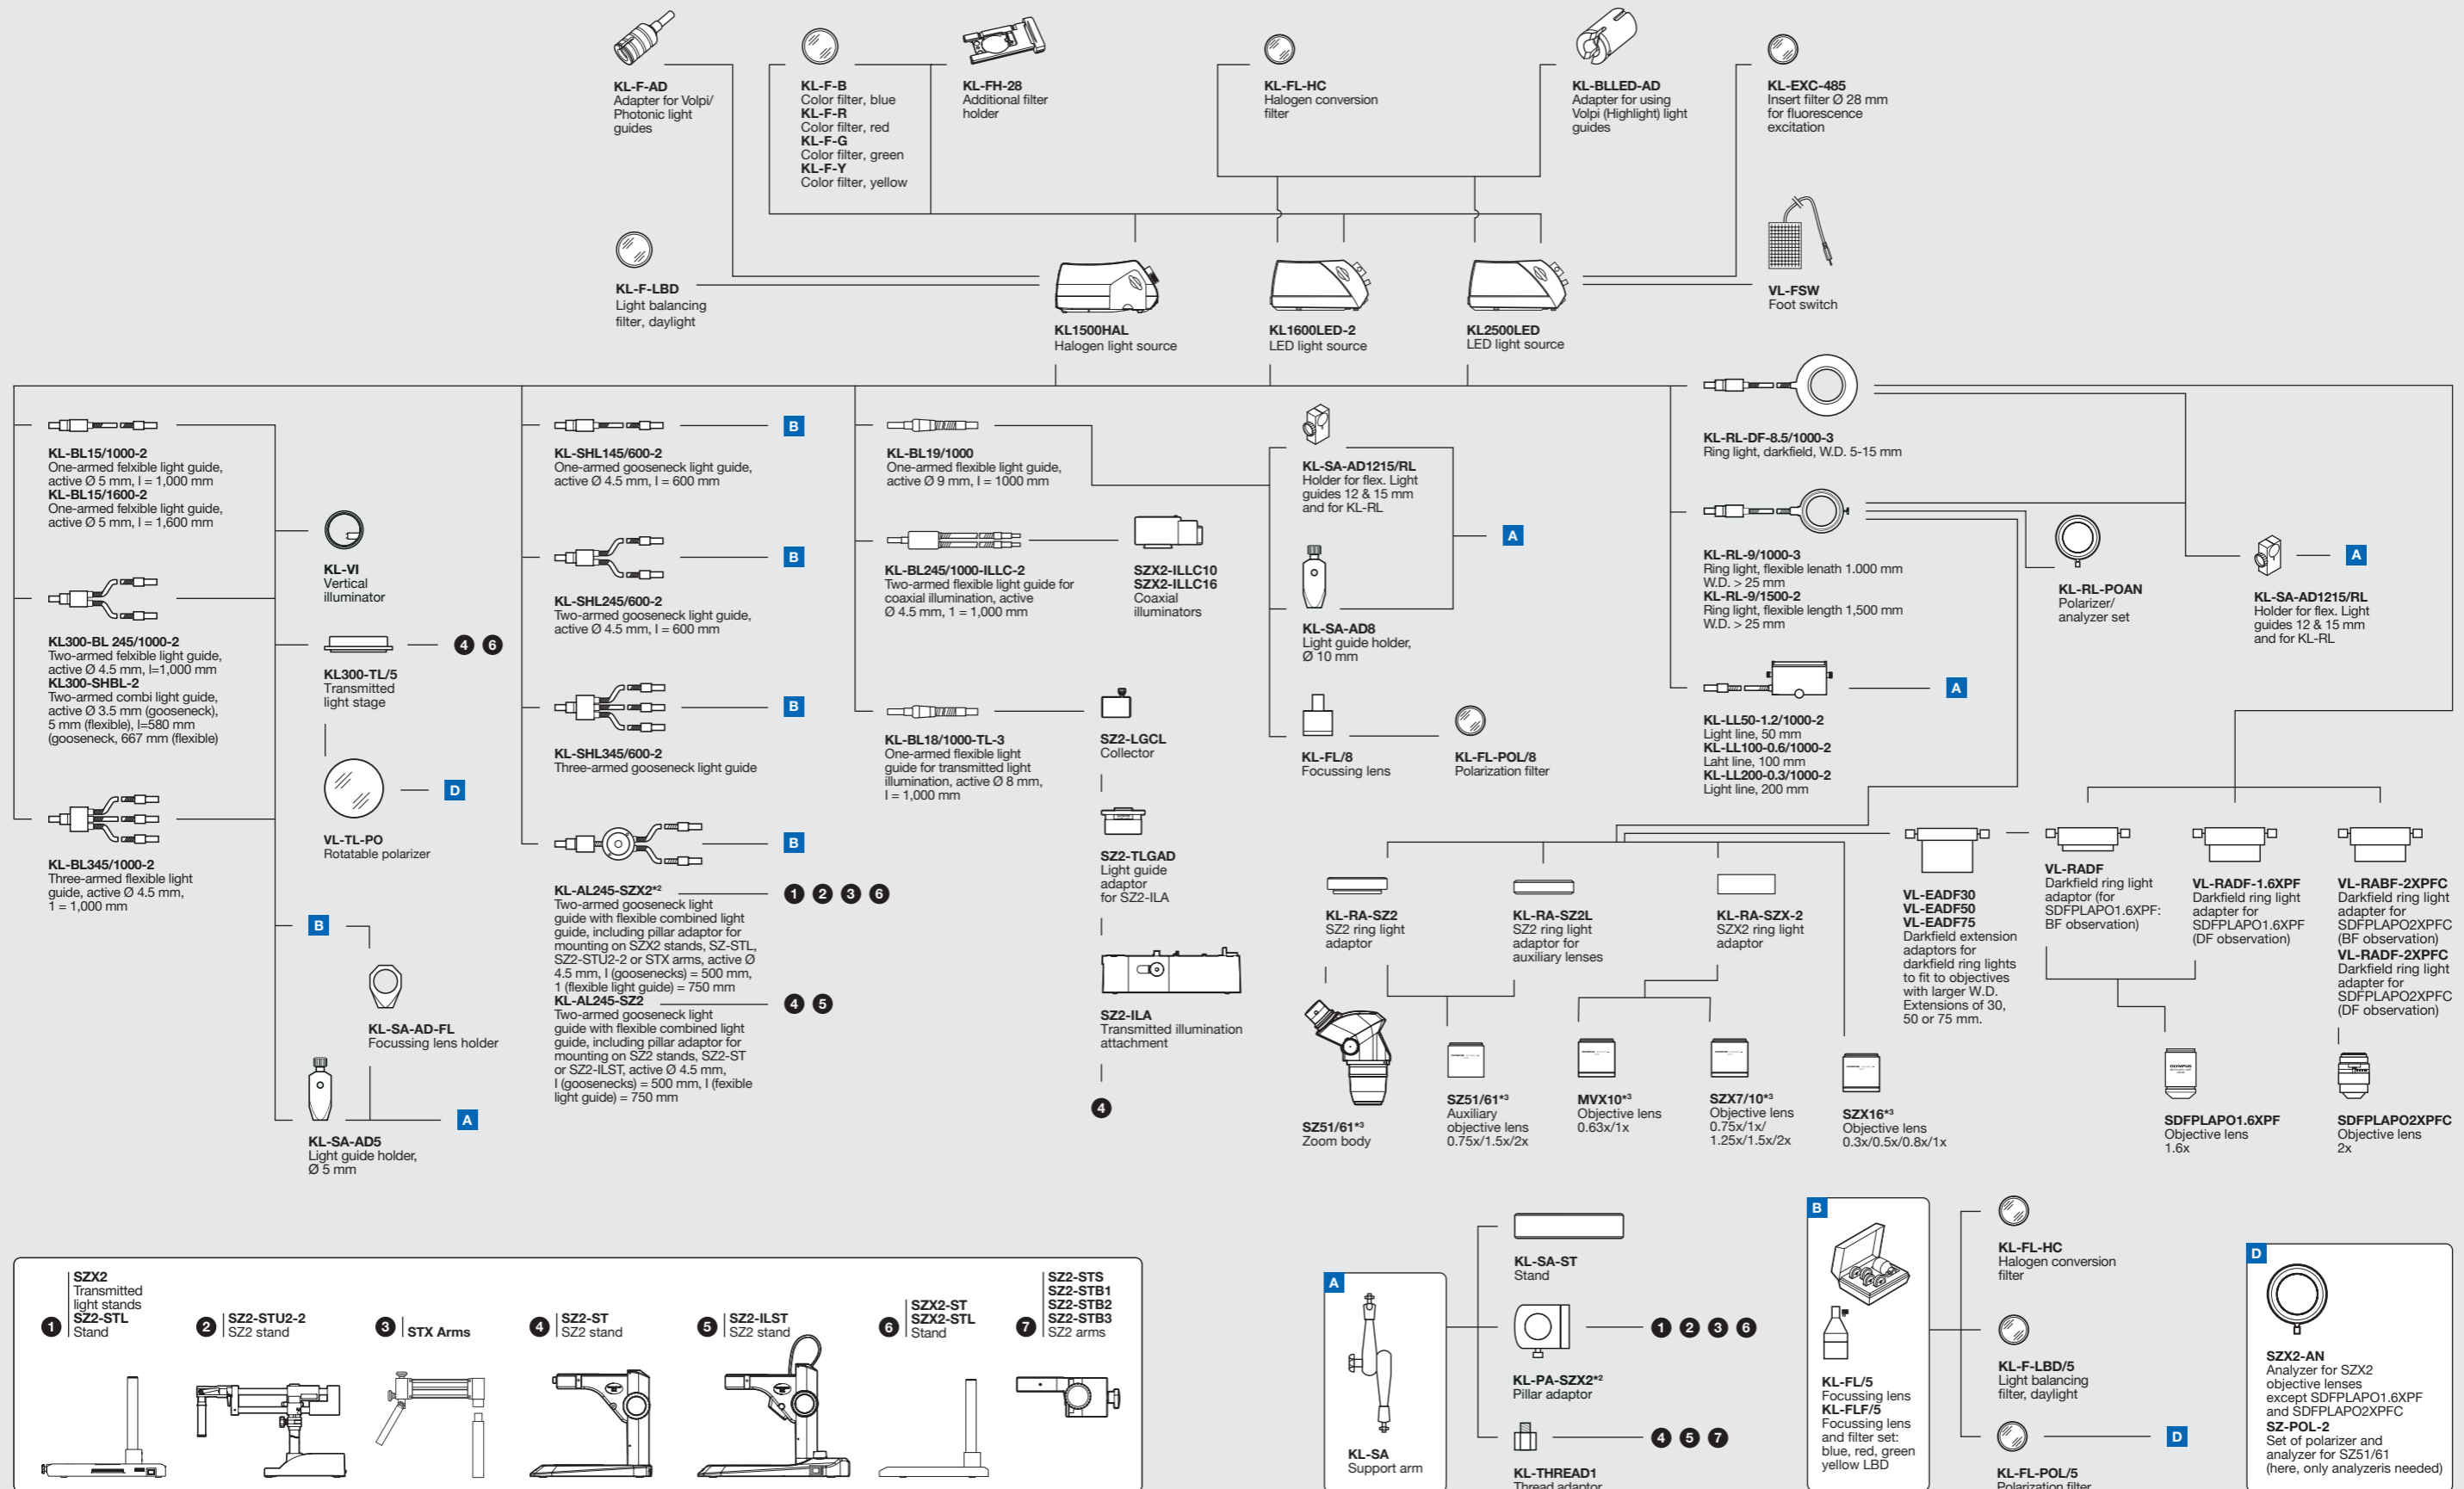 KL-F-AD
Adapter for Volpi/
Photonic light
guides
KL-F-B
Color filter, blue
KL-F-R
Color filter, red
KL-F-G
Color filter, green
KL-F-Y
Color filter, yellow
KL-FH-28
Additional filter
holder
KL-FL-HC
Halogen conversion
filter
KL-BLLED-AD
Adapter for using
Volpi (Highlight) light
guides
KL-EXC-485
Insert filter Ø 28 mm
for fluorescence
excitation
KL-F-LBD
Light balancing
filter, daylight
KL1500HAL
Halogen light source
KL1600LED-2
LED light source
KL2500LED
LED light source
VL-FSW
Foot switch
KL-BL15/1000-2
One-armed felxible light guide,
active Ø 5 mm, l = 1,000 mm
KL-BL15/1600-2
One-armed felxible light guide,
active Ø 5 mm, l = 1,600 mm
KL-VI
Vertical
illuminator
KL300-BL 245/1000-2
Two-armed felxible light guide,
active Ø 4.5 mm, l=1,000 mm
KL300-SHBL-2
Two-armed combi light guide,
active Ø 3.5 mm (gooseneck),
5 mm (flexible), l=580 mm
(gooseneck, 667 mm (flexible)
KL300-TL/5
Transmitted
light stage
4 6
VL-TL-PO
Rotatable polarizer
D
KL-BL345/1000-2
Three-armed flexible light
guide, active Ø 4.5 mm,
1 = 1,000 mm
B
KL-SA-AD-FL
Focussing lens holder
KL-SA-AD5
Light guide holder,
Ø 5 mm
A
KL-SHL145/600-2
One-armed gooseneck light guide,
active Ø 4.5 mm, l = 600 mm
B
KL-SHL245/600-2
Two-armed gooseneck light guide,
active Ø 4.5 mm, l = 600 mm
B
KL-SHL345/600-2
Three-armed gooseneck light guide
B
B
KL-AL245-SZX2*2
1 2 3 6
Two-armed gooseneck light
guide with flexible combined light
guide, including pillar adaptor for
mounting on SZX2 stands, SZ-STL,
SZ2-STU2-2 or STX arms, active Ø
4.5 mm, l (goosenecks) = 500 mm,
1 (flexible light guide) = 750 mm
KL-AL245-SZ2
4 5
Two-armed gooseneck light
guide with flexible combined light
guide, including pillar adaptor for
mounting on SZ2 stands, SZ2-ST
or SZ2-ILST, active Ø 4.5 mm,
l (goosenecks) = 500 mm, l (fexible
light guide) = 750 mm
KL-BL19/1000
One-armed flexible light guide,
active Ø 9 mm, l = 1000 mm
KL-BL245/1000-ILLC-2
Two-armed flexible light guide for
coaxial illumination, active
Ø 4.5 mm, 1 = 1,000 mm
SZX2-ILLC10
SZX2-ILLC16
Coaxial
illuminators
KL-BL18/1000-TL-3
One-armed flexible light
guide for transmitted light
illumination, active Ø 8 mm,
l = 1,000 mm
SZ2-LGCL
Collector
SZ2-TLGAD
Light guide
adaptor
for SZ2-ILA
SZ2-ILA
Transmitted illumination
attachment
4
KL-SA-AD1215/RL
Holder for flex. Light
guides 12 & 15 mm
and for KL-RL
A
KL-SA-AD8
Light guide holder,
Ø 10 mm
KL-FL/8
Focussing lens
KL-FL-POL/8
Polarization filter
KL-RL-DF-8.5/1000-3
Ring light, darkfield, W.D. 5-15 mm
KL-RL-9/1000-3
Ring light, flexible lenath 1.000 mm
W.D. > 25 mm
KL-RL-9/1500-2
Ring light, flexible length 1,500 mm
W.D. > 25 mm
KL-RL-POAN
Polarizer/
analyzer set
KL-SA-AD1215/RL
Holder for flex. Light
guides 12 & 15 mm
and for KL-RL
A
KL-LL50-1.2/1000-2
Light line, 50 mm
KL-LL100-0.6/1000-2
Laht line, 100 mm
KL-LL200-0.3/1000-2
Light line, 200 mm
A
KL-RA-SZ2
SZ2 ring light
adaptor
KL-RA-SZ2L
SZ2 ring light
adaptor for
auxiliary lenses
KL-RA-SZX-2
SZX2 ring light
adaptor
VL-EADF30
VL-EADF50
VL-EADF75
Darkfield extension
adaptors for
darkfield ring lights
to fit to objectives
with larger W.D.
Extensions of 30,
50 or 75 mm.
VL-RADF
Darkfield ring light
adaptor (for
SDFPLAPO1.6XPF:
BF observation)
VL-RADF-1.6XPF
Darkfield ring light
adapter for
SDFPLAPO1.6XPF
(DF observation)
VL-RABF-2XPFC
Darkfield ring light
adapter for
SDFPLAPO2XPFC
(BF observation)
VL-RADF-2XPFC
Darkfield ring light
adapter for
SDFPLAPO2XPFC
(DF observation)
SZ51/61*3
Zoom body
SZ51/61*3
Auxiliary
objective lens
0.75x/1.5x/2x
MVX10*3
Objective lens
0.63x/1x
SZX7/10*3
Objective lens
0.75x/1x/
1.25x/1.5x/2x
SZX16*3
Objective lens
0.3x/0.5x/0.8x/1x
OLYMPUS
SDFPLAPO1.6XPF
Objective lens
1.6x
SDFPLAPO2XPFC
Objective lens
2x
1
SZX2
Transmitted
light stands
SZ2-STL
Stand
2
SZ2-STU2-2
SZ2 stand
3
STX Arms
4
SZ2-ST
SZ2 stand
5
SZ2-ILST
SZ2 stand
6
SZX2-ST
SZX2-STL
Stand
7
SZ2-STS
SZ2-STB1
SZ2-STB2
SZ2-STB3
SZ2 arms
A
KL-SA
Support arm
KL-SA-ST
Stand
KL-PA-SZX2*2
Pillar adaptor
1 2 3 6
KL-THREAD1
Thread adaptor
4 5 7
B
KL-FL/5
Focussing lens
KL-FLF/5
Focussing lens
and filter set:
blue, red, green
yellow LBD
KL-FL-HC
Halogen conversion
filter
KL-F-LBD/5
Light balancing
filter, daylight
KL-FL-POL/5
Polarization filter
D
D
SZX2-AN
Analyzer for SZX2
objective lenses
except SDFPLAPO1.6XPF
and SDFPLAPO2XPFC
SZ-POL-2
Set of polarizer and
analyzer for SZ51/61
(here, only analyzeris needed)